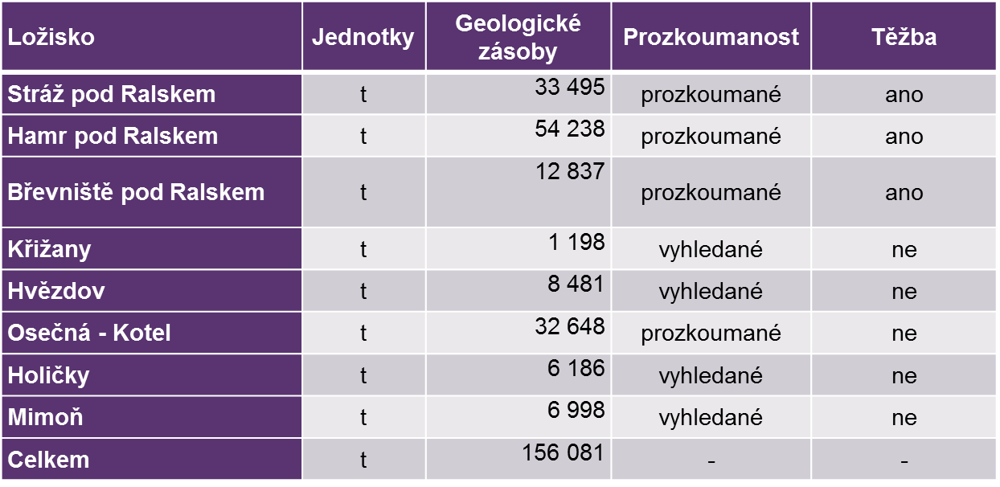 Ložisko Jednotky Geologické zásoby Prozkoumanost Těžba
Stráž pod Ralskem t 33 495 prozkoumané ano
Hamr pod Ralskem t 54 238 prozkoumané ano
Břevniště pod Ralskem t 12 837 prozkoumané ano
Křižany t 1 198 vyhledané ne
Hvězdov t 8 481 vyhledané ne
Osečná - Kotel t 32 648 prozkoumané ne
Holičky t 6 186 vyhledané ne
Mimoň t 6 998 vyhledané ne
Celkem t 156 081 - -